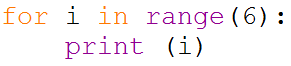 for i in range(6):
    print (i)